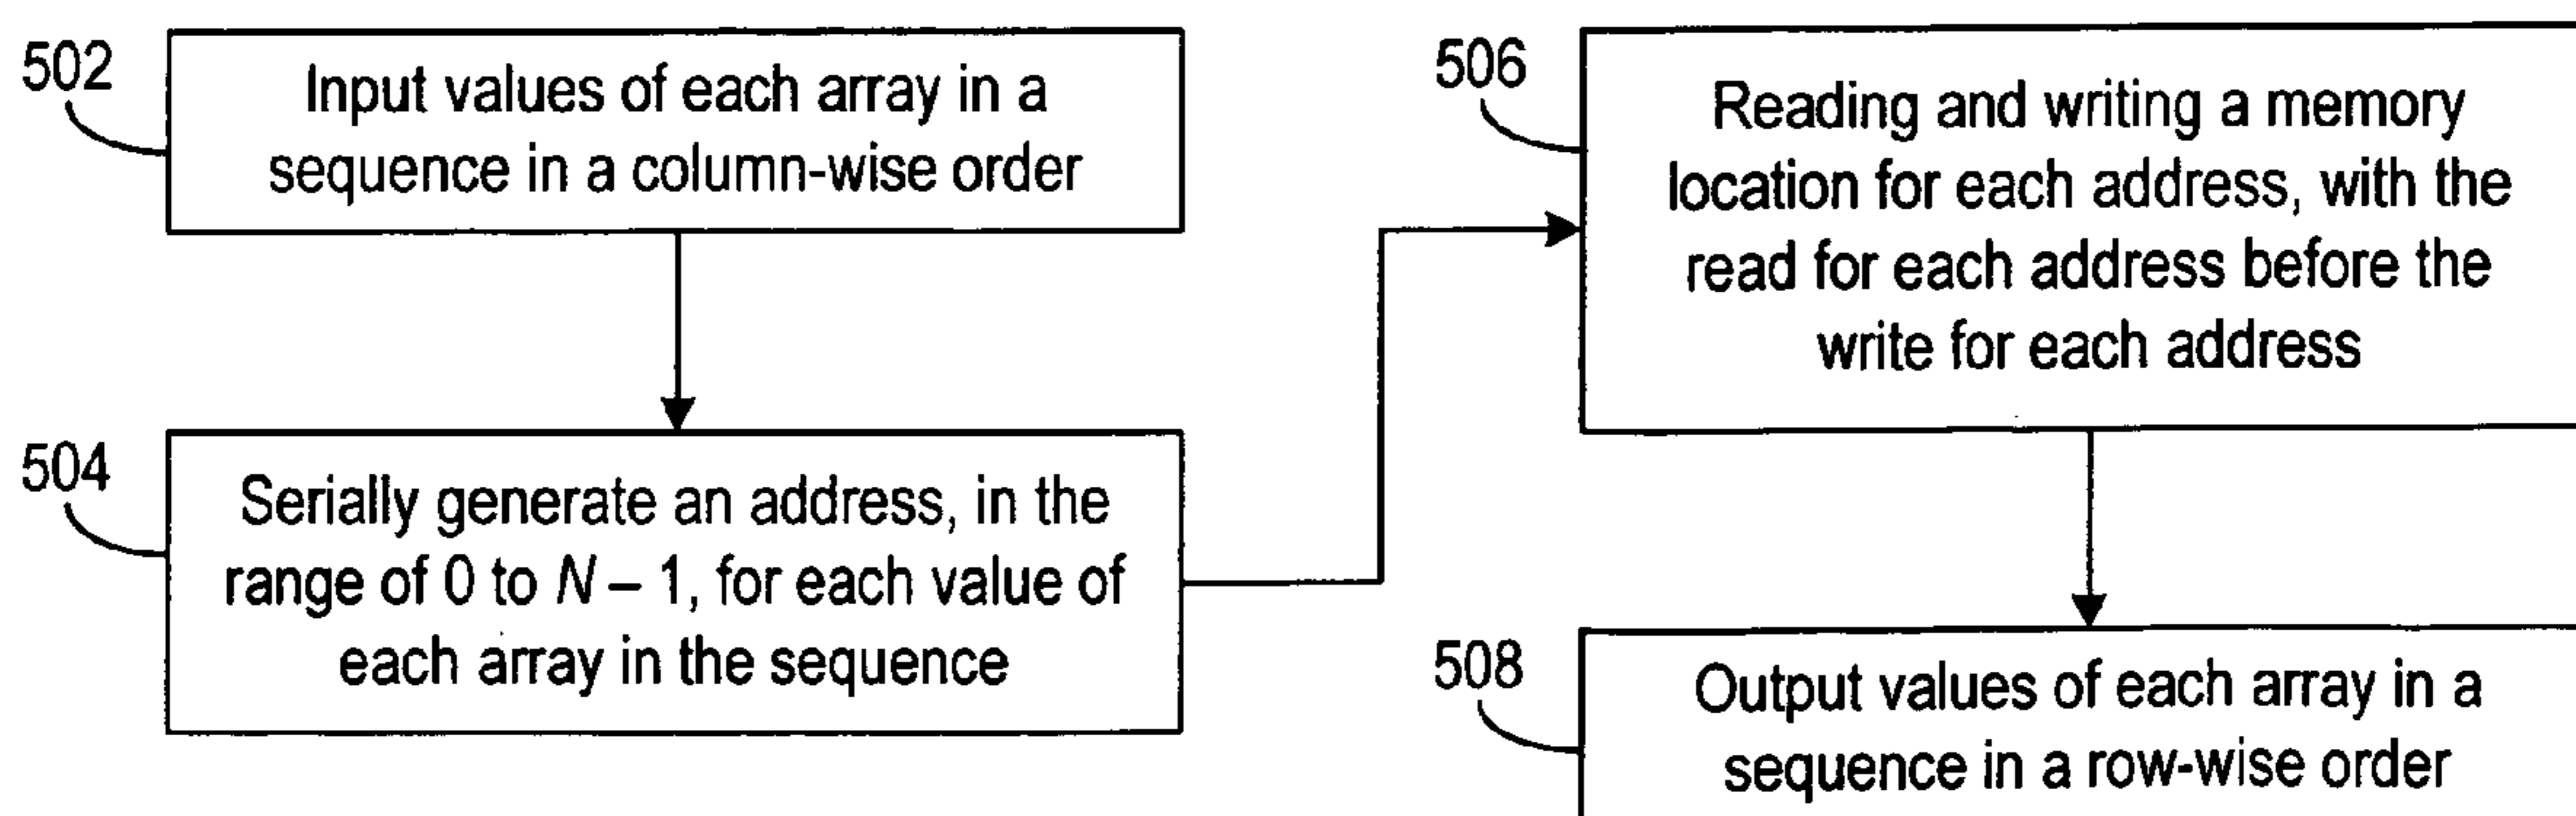 502
Input values of each array in a
sequence in a column-wise order
504
Serially generate an address, in the
range of 0 to N – 1, for each value of
each array in the sequence
506
Reading and writing a memory
location for each address, with the
read for each address before the
write for each address
508
Output values of each array in a
sequence in a row-wise order